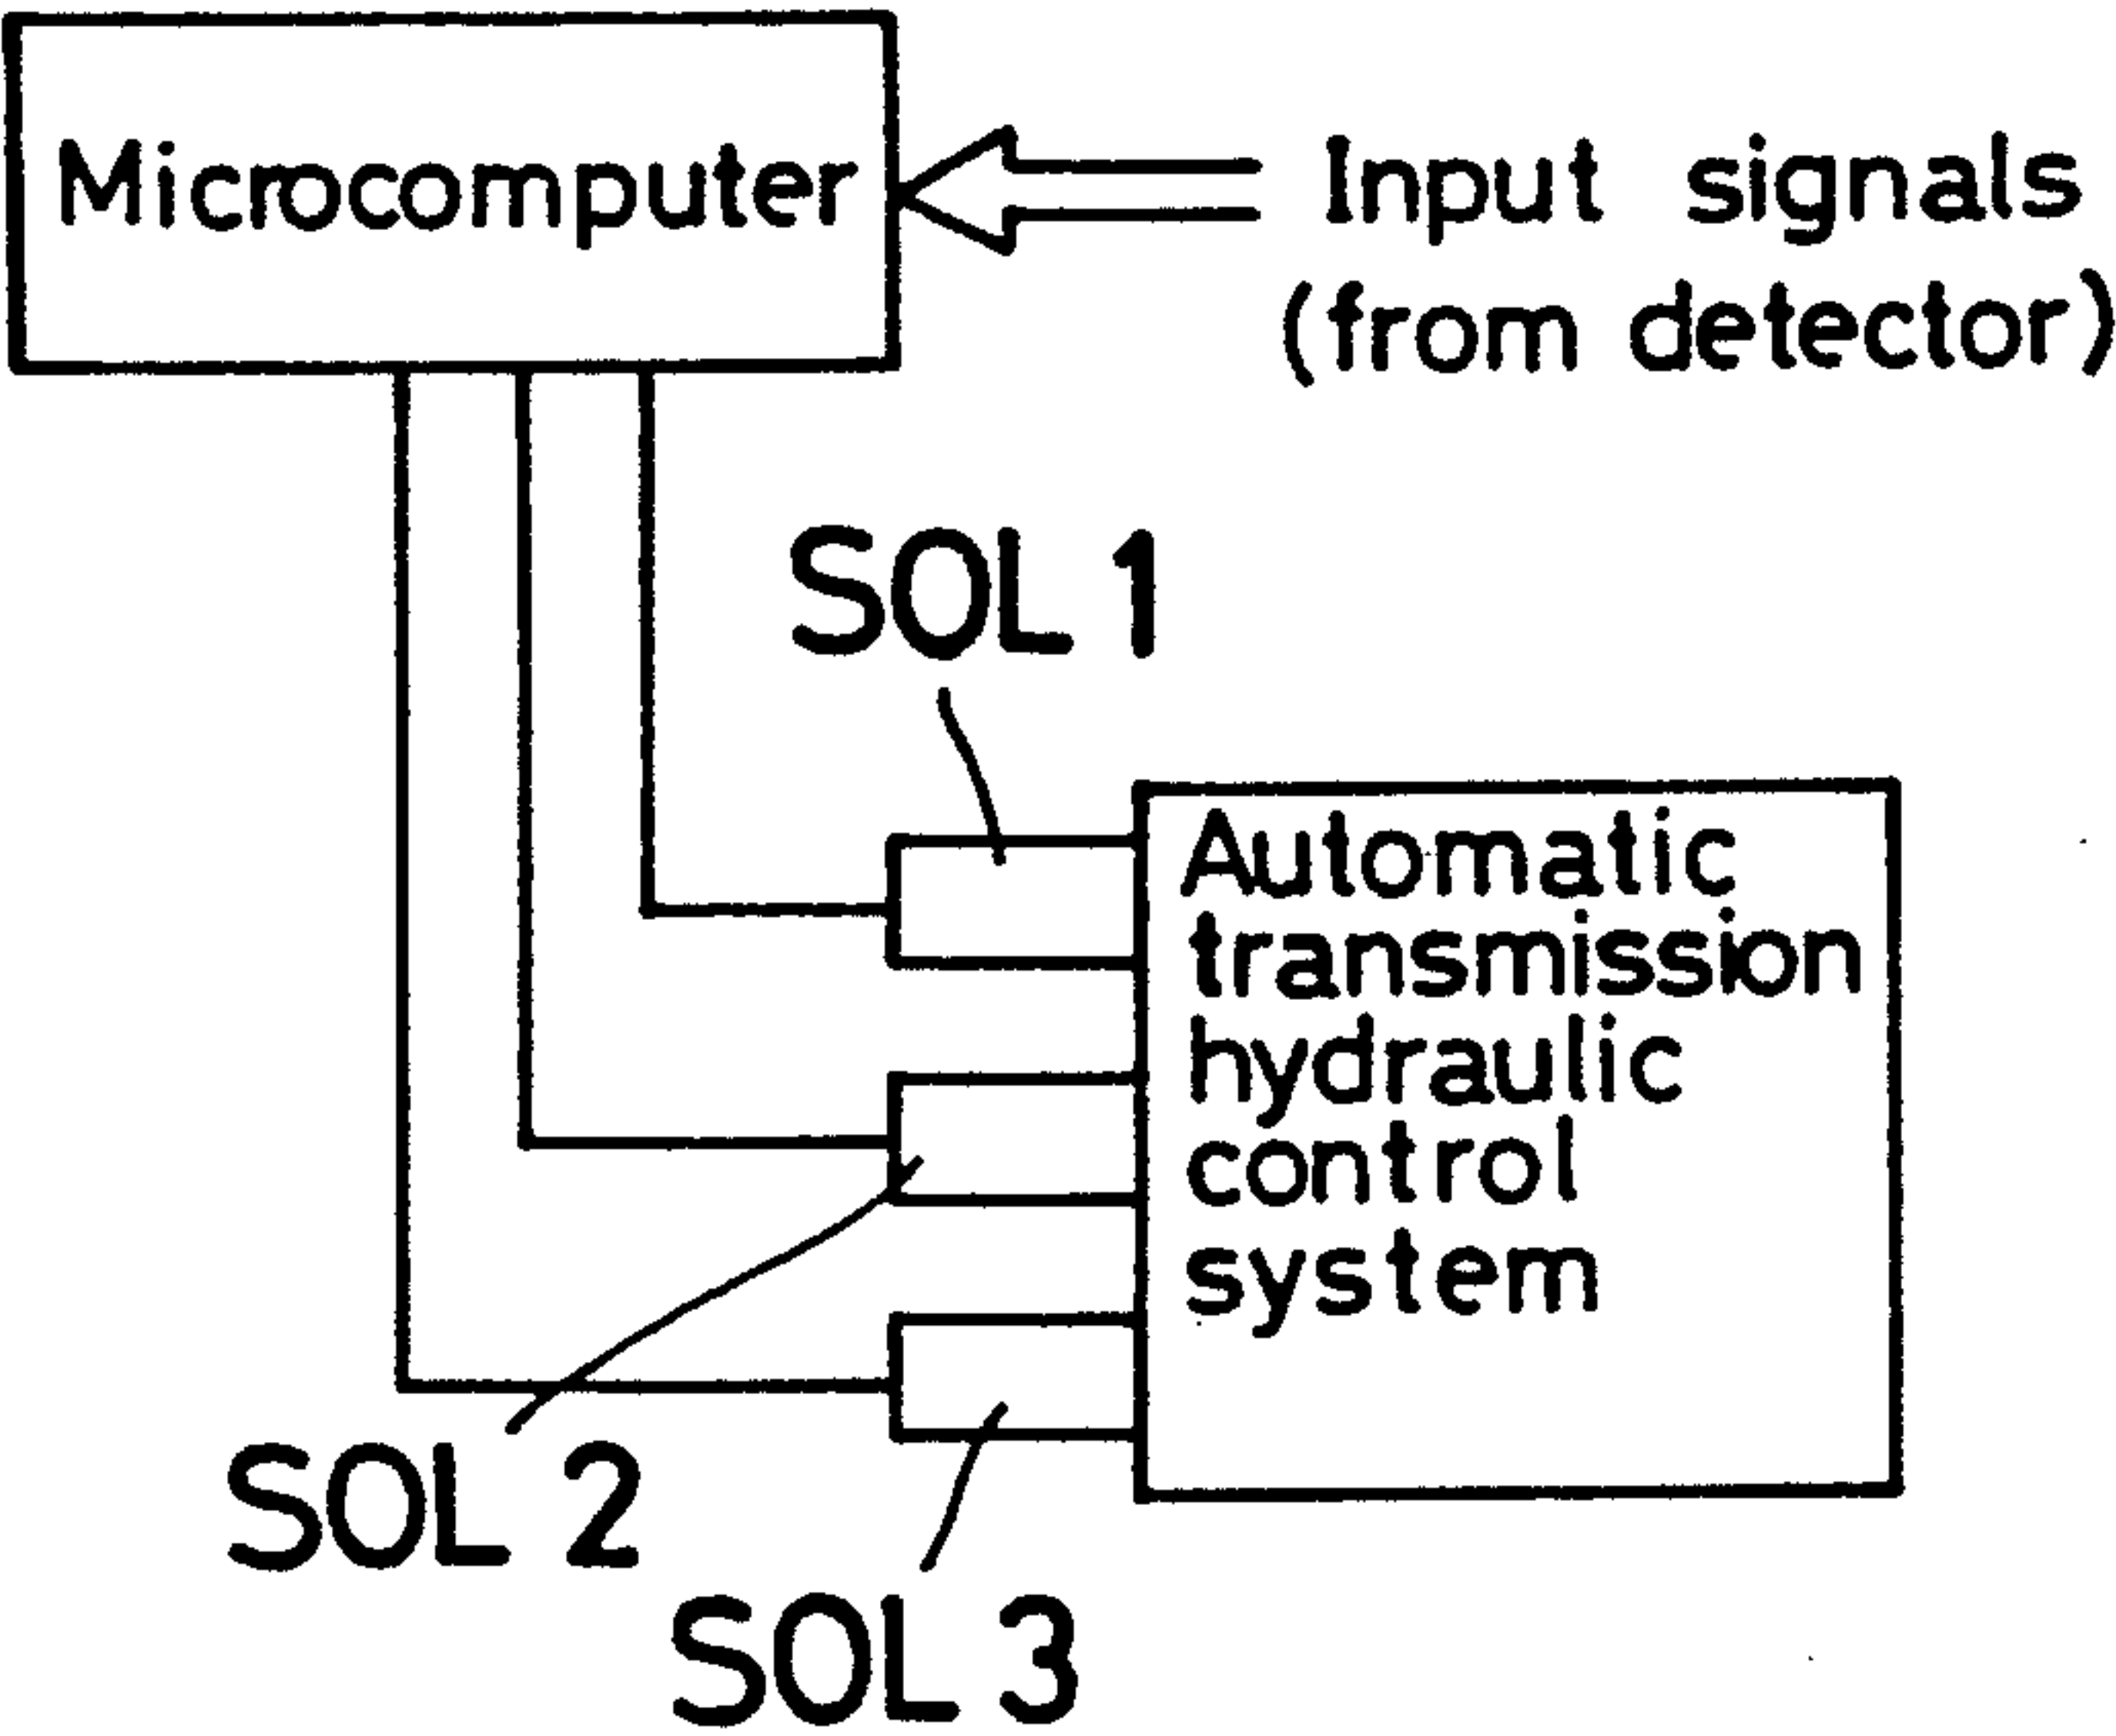 Microcomputer
Input signals
(from detector)
SOL 1
Automatic
transmission
hydraulic
control
system
SOL 2
SOL 3